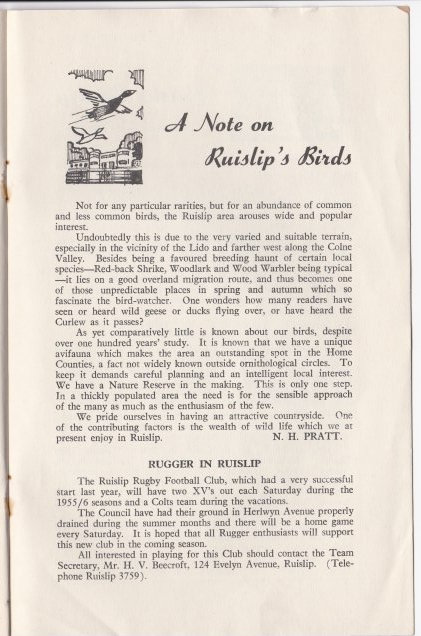 A Note on
Ruislip's Birds
Not for any particular rarities, but for an abundance of common
and less common birds, the Ruislip area arouses wide and popular
interest.
Undoubtedly this is due to the very varied and suitable terrain,
especially in the vicinity of the Lido and farther west along the Colne
Valley. Besides being a favoured breeding haunt of certain local
species—Red-back Shrike, Woodlark and Wood Warbler being typical
—it lies on a good overland migration route, and thus becomes one
of those unpredictable places in spring and autumn which so
fascinate the bird-watcher. One wonders how many readers have
seen or heard wild geese or ducks flying over, or have heard the
Curlew as it passes?
As yet comparatively little is known about our birds, despite
over one hundred years' study. It is known that we have a unique
avifauna which makes the area an outstanding spot in the Home
Counties, a fact not widely known outside ornithological circles. To
keep it demands careful planning and an intelligent local interest.
We have a Nature Reserve in the making. This is only one step.
In a thickly populated area the need is for the sensible approach
of the many as much as the enthusiasm of the few.
We pride ourselves in having an attractive countryside. One
of the contributing factors is the wealth of wild life which we at
present enjoy in Ruislip. N. H. PRATT.
RUGGER IN RUISLIP
The Ruislip Rugby Football Club, which had a very successful
start last year, will have two XV's out each Saturday during the
1955/6 seasons and a Colts team during the vacations.
The Council have had their ground in Herlwyn Avenue properly
drained during the summer months and there will be a home game
every Saturday. It is hoped that all Rugger enthusiasts will support
this new club in the coming season.
All interested in playing for this Club should contact the Team
Secretary, Mr. H. V. Beecroft, 124 Evelyn Avenue, Ruislip. (Tele-
phone Ruislip 3759).